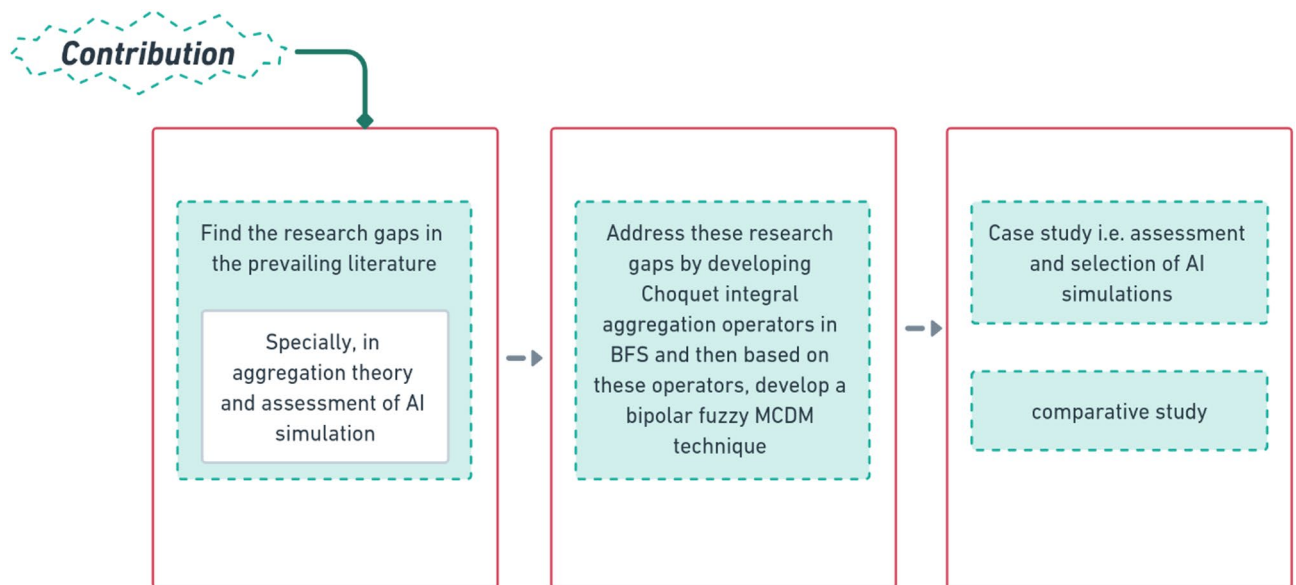 Contribution
Find the research gaps in
the prevailing literature
Specially, in
aggregation theory
and assessment of AI
simulation
Address these research
gaps by developing
Choquet integral
aggregation operators in
BFS and then based on
these operators, develop a
bipolar fuzzy MCDM
technique
Case study i.e. assessment
and selection of AI
simulations
comparative study